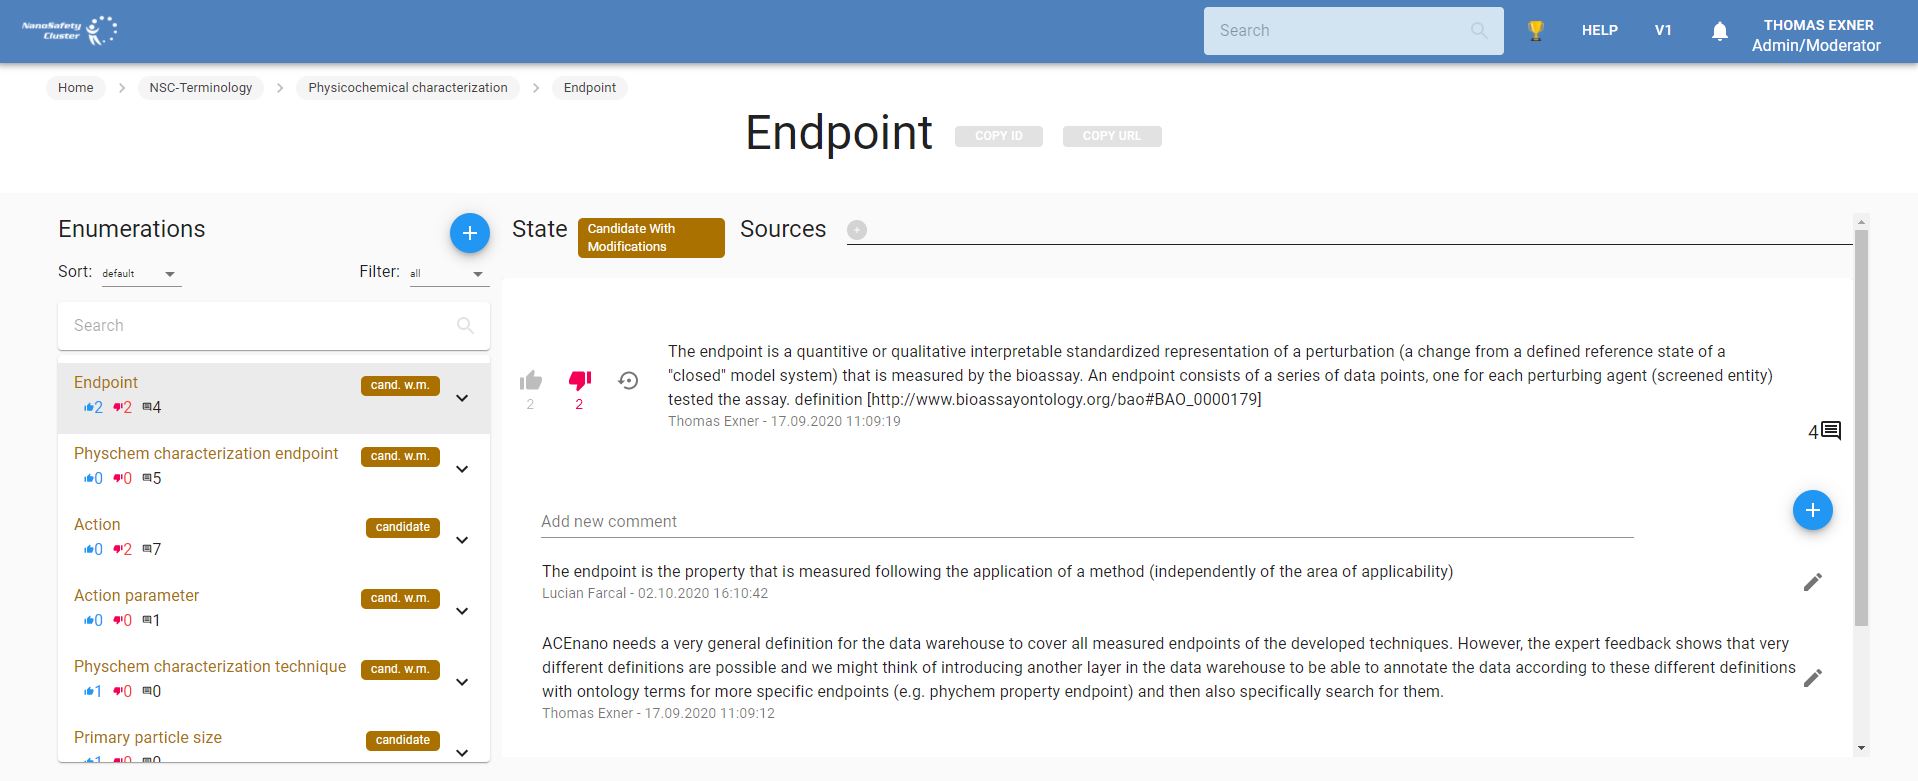 NanoSafety
Cluster
Search
HELP
V1
THOMAS EXNER
Admin/Moderator
Home
NSC-Terminology
Physicochemical characterization
Endpoint
Endpoint
COPY ID
COPY URL
Enumerations
Sort: default
Filter: all
Search
Endpoint
cand. w.m.
2 2 4
Physchem characterization endpoint
cand. w.m.
0 0 5
Action
candidate
0 2 7
Action parameter
cand. w.m.
0 0 1
Physchem characterization technique
cand. w.m.
1 0 0
Primary particle size
candidate
1 0 0
State
Candidate With
Modifications
Sources
2
2
The endpoint is a quantitive or qualitative interpretable standardized representation of a perturbation (a change from a defined reference state of a
"closed" model system) that is measured by the bioassay. An endpoint consists of a series of data points, one for each perturbing agent (screened entity)
tested the assay. definition [http://www.bioassayontology.org/bao#BAO_0000179]
Thomas Exner - 17.09.2020 11:09:19
4
Add new comment
The endpoint is the property that is measured following the application of a method (independently of the area of applicability)
Lucian Farcal - 02.10.2020 16:10:42
ACEnano needs a very general definition for the data warehouse to cover all measured endpoints of the developed techniques. However, the expert feedback shows that very
different definitions are possible and we might think of introducing another layer in the data warehouse to be able to annotate the data according to these different definitions
with ontology terms for more specific endpoints (e.g. phychem property endpoint) and then also specifically search for them.
Thomas Exner - 17.09.2020 11:09:12